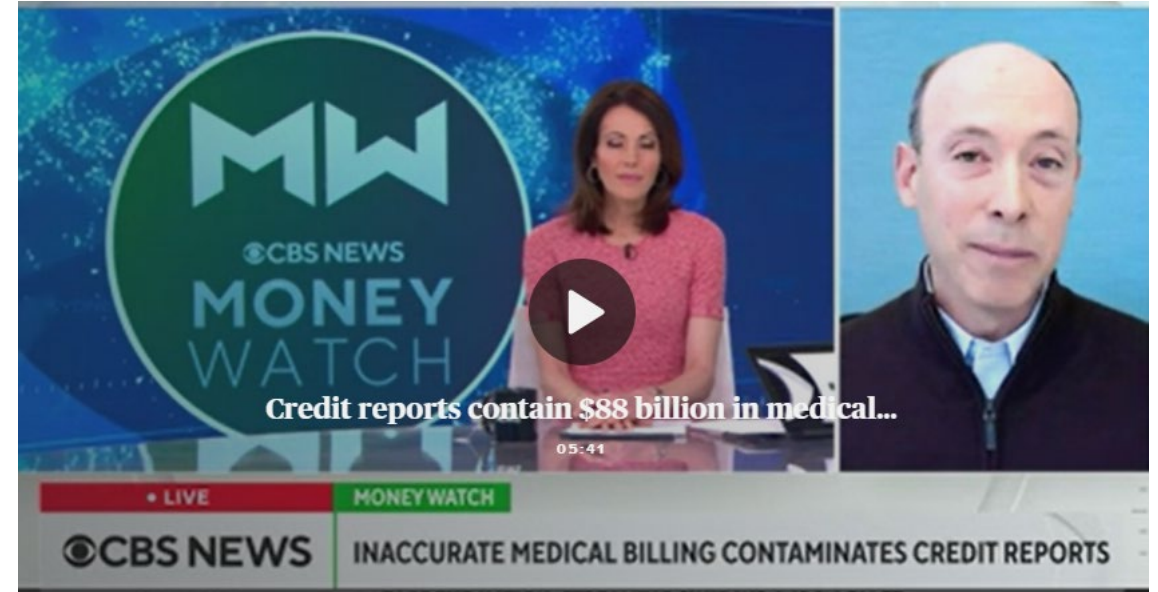 MW
CBS NEWS
MONEY
WATCH
Credit reports contain $88 billion in medical...
05:41
• LIVE
MONEYWATCH
CBS NEWS
INACCURATE MEDICAL BILLING CONTAMINATES CREDIT REPORTS